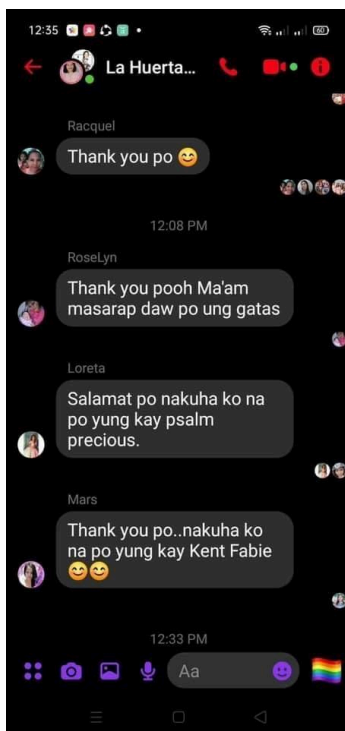 12:35
60
La Huerta...
Racquel
Thank you po 😊
12:08 PM
RoseLyn
Thank you pooh Ma'am
masarap daw po ung gatas
Loreta
Salamat po nakuha ko na
po yung kay psalm
precious.
Mars
Thank you po..nakuha ko
na po yung kay Kent Fabie
😊😊
12:33 PM
Aa